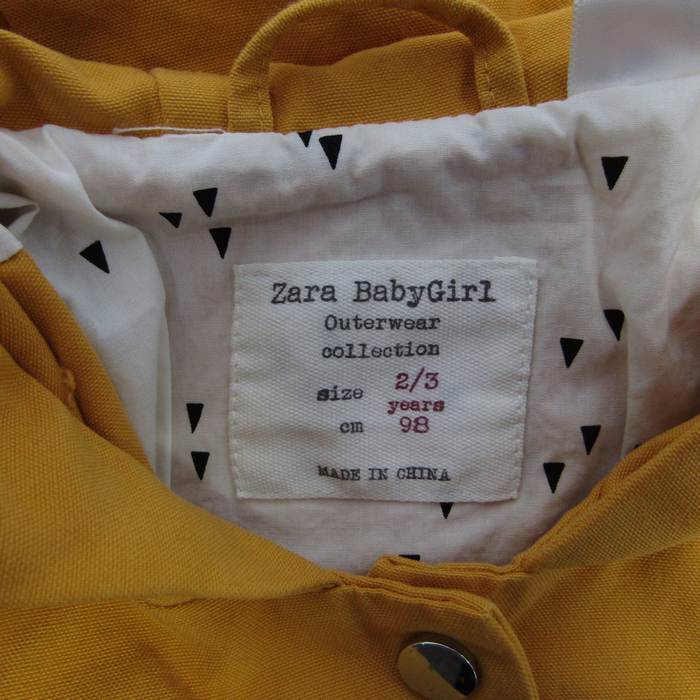 Zara BabyGirl
Outerwear
collection
size 2/3
years
cm 98
MADE IN CHINA